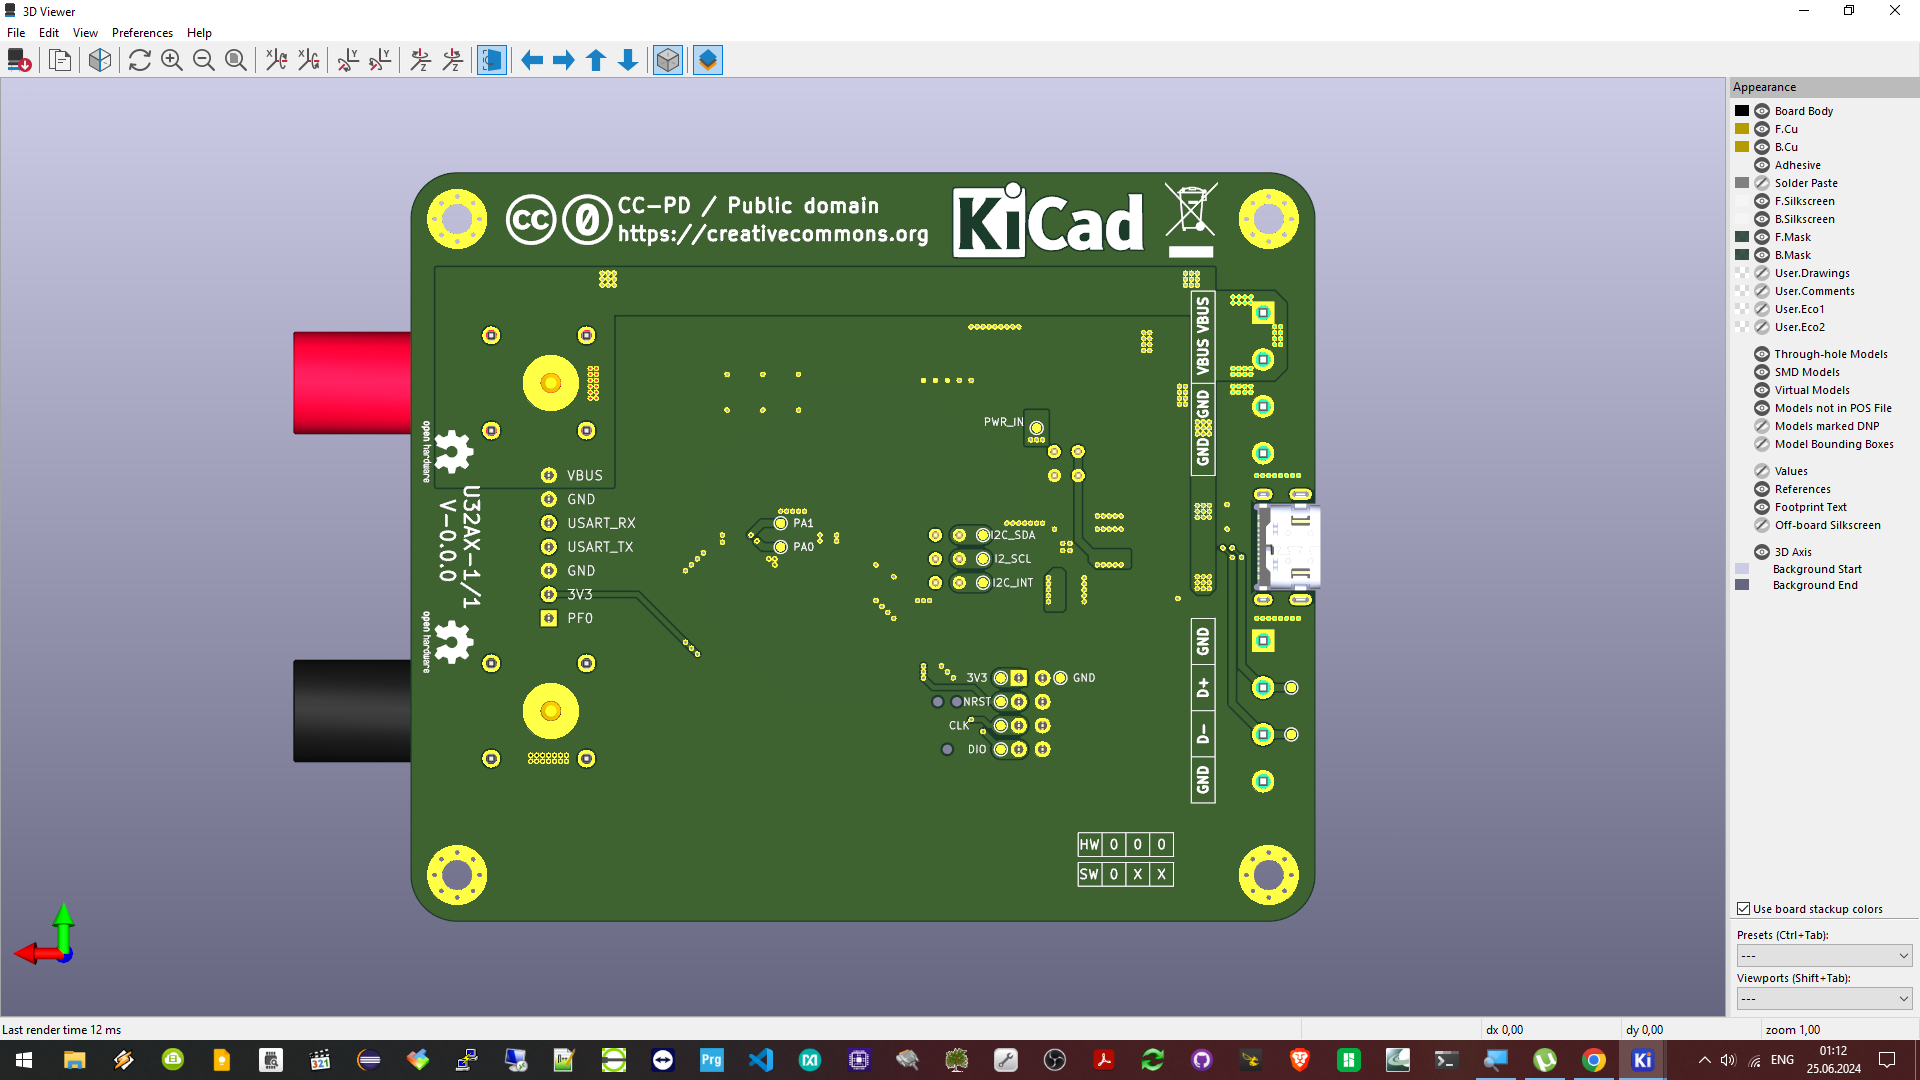 3D Viewer
File Edit View Preferences Help
Appearance
Board Body
F.Cu
B.Cu
Adhesive
Solder Paste
F.Silkscreen
B.Silkscreen
F.Mask
B.Mask
User.Drawings
User.Comments
User.Eco1
User.Eco2
Through-hole Models
SMD Models
Virtual Models
Models not in POS File
Models marked DNP
Model Bounding Boxes
Values
References
Footprint Text
Off-board Silkscreen
3D Axis
Background Start
Background End
Use board stackup colors
Presets (Ctrl+Tab):
---
Viewports (Shift+Tab):
---
cc 0 CC-PD / Public domain
https://creativecommons.org
KiCad
VBUS
VBUS
GND
GND
PWR_IN
open hardware
U32AX-1/1
V-0.0.0
open hardware
VBUS
GND
USART_RX
USART_TX
GND
3V3
PF0
PA1
PA0
I2C_SDA
I2_SCL
I2C_INT
3V3
GND
NRST
CLK
DIO
GND
D+
D-
GND
HW 0 0 0
SW 0 X X
Last render time 12 ms
dx 0,00
dy 0,00
zoom 1,00
321
Prg
Ki
ENG
01:12
25.06.2024